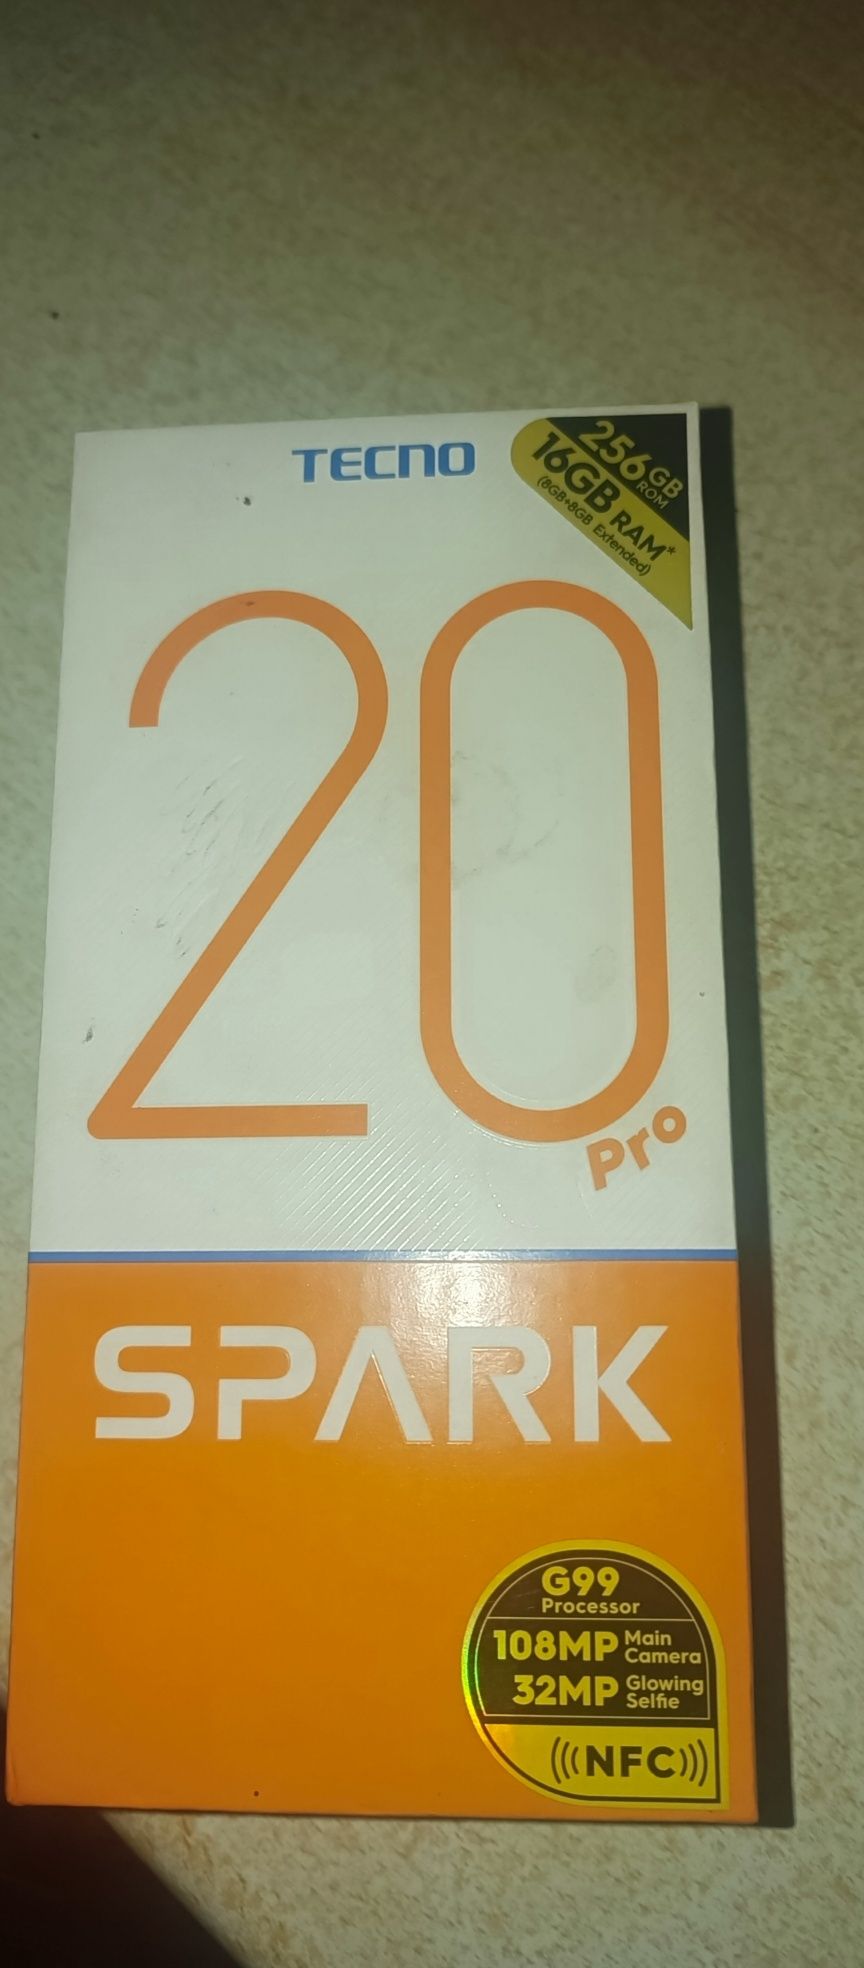 TECNO
256GB ROM
16GB RAM*
(8GB+8GB Extended)
20
Pro
SPARK
G99
Processor
108MP Main Camera
32MP Glowing Selfie
(((NFC)))